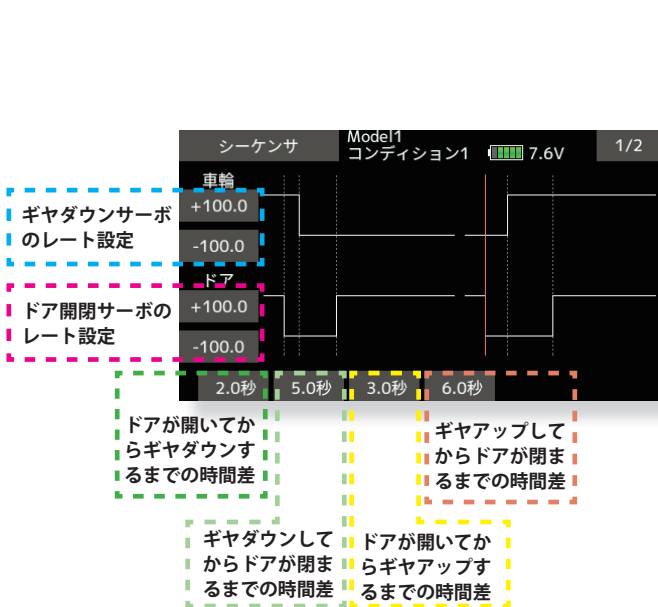 シーケンサ
Model1
コンディション1
7.6V
1/2
車輪
+100.0
-100.0
ドア
+100.0
-100.0
2.0秒
5.0秒
3.0秒
6.0秒
ギヤダウンサーボ
のレート設定
ドア開閉サーボの
レート設定
ドアが開いてか
らギヤダウンす
るまでの時間差
ギヤアップして
からドアが閉ま
るまでの時間差
ギヤダウンして
からドアが閉ま
るまでの時間差
ドアが開いてか
らギヤアップす
るまでの時間差